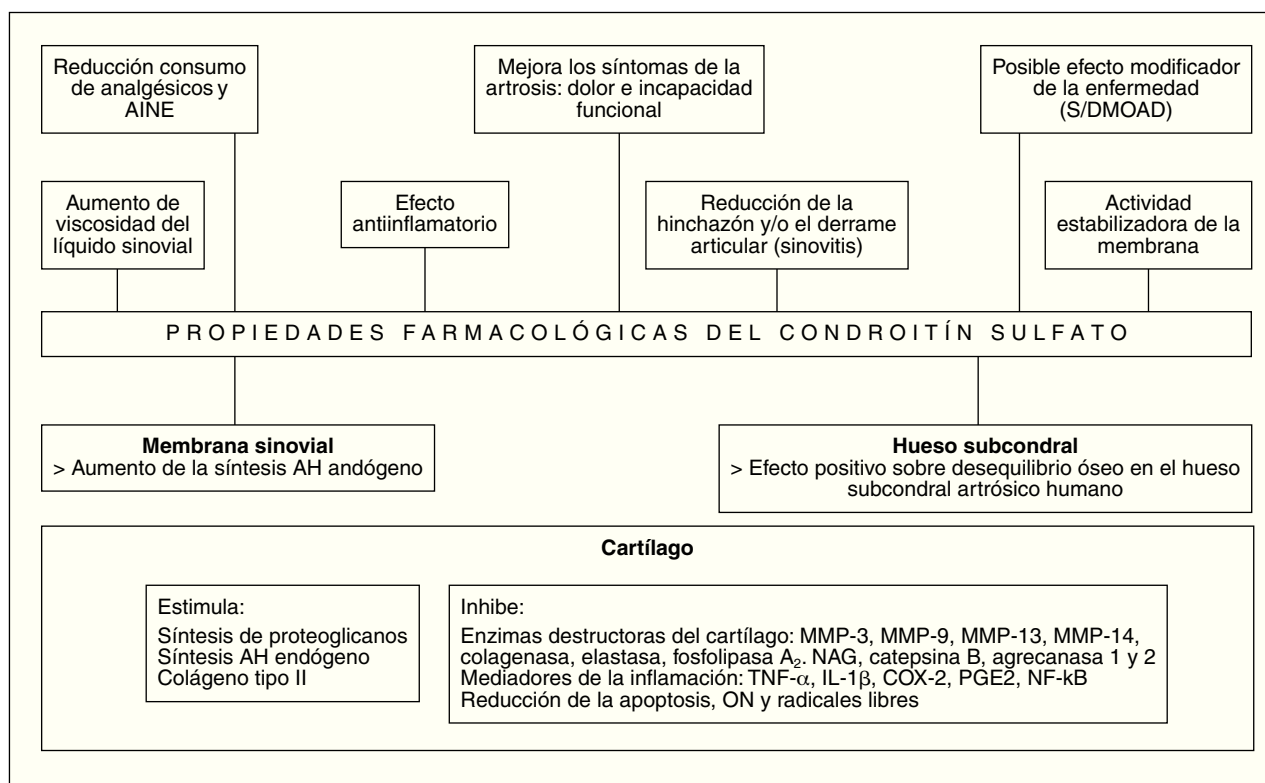 Reducción consumo
de analgésicos y
AINE
Mejora los síntomas de la
artrosis: dolor e incapacidad
funcional
Posible efecto modificador
de la enfermedad
(S/DMOAD)
Aumento de
viscosidad del
líquido sinovial
Efecto
antiinflamatorio
Reducción de la
hinchazón y/o el derrame
articular (sinovitis)
Actividad
estabilizadora de la
membrana
PROPIEDADES FARMACOLÓGICAS DEL CONDROITÍN SULFATO
Membrana sinovial
> Aumento de la síntesis AH andógeno
Hueso subcondral
> Efecto positivo sobre desequilibrio óseo en el hueso
subcondral artrósico humano
Cartílago
Estimula:
Síntesis de proteoglicanos
Síntesis AH endógeno
Colágeno tipo II
Inhibe:
Enzimas destructoras del cartílago: MMP-3, MMP-9, MMP-13, MMP-14,
colagenasa, elastasa, fosfolipasa A₂. NAG, catepsina B, agrecanasa 1 y 2
Mediadores de la inflamación: TNF-α, IL-1β, COX-2, PGE2, NF-kB
Reducción de la apoptosis, ON y radicales libres